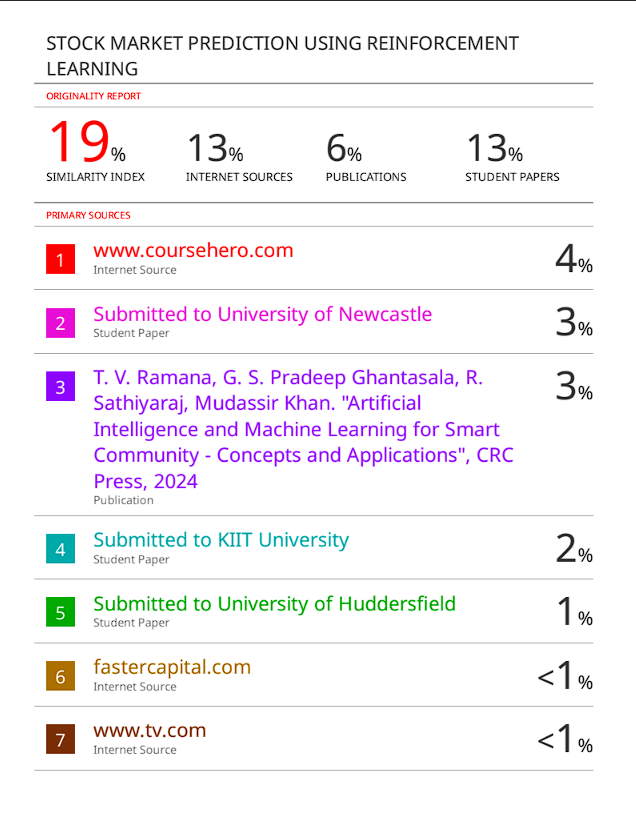 STOCK MARKET PREDICTION USING REINFORCEMENT
LEARNING
ORIGINALITY REPORT
19%
13%
6%
13%
SIMILARITY INDEX
INTERNET SOURCES
PUBLICATIONS
STUDENT PAPERS
PRIMARY SOURCES
1
www.coursehero.com
Internet Source
4%
2
Submitted to University of Newcastle
Student Paper
3%
3
T. V. Ramana, G. S. Pradeep Ghantasala, R.
Sathiyaraj, Mudassir Khan. "Artificial
Intelligence and Machine Learning for Smart
Community - Concepts and Applications", CRC
Press, 2024
Publication
3%
4
Submitted to KIIT University
Student Paper
2%
5
Submitted to University of Huddersfield
Student Paper
1%
6
fastercapital.com
Internet Source
<1%
7
www.tv.com
Internet Source
<1%